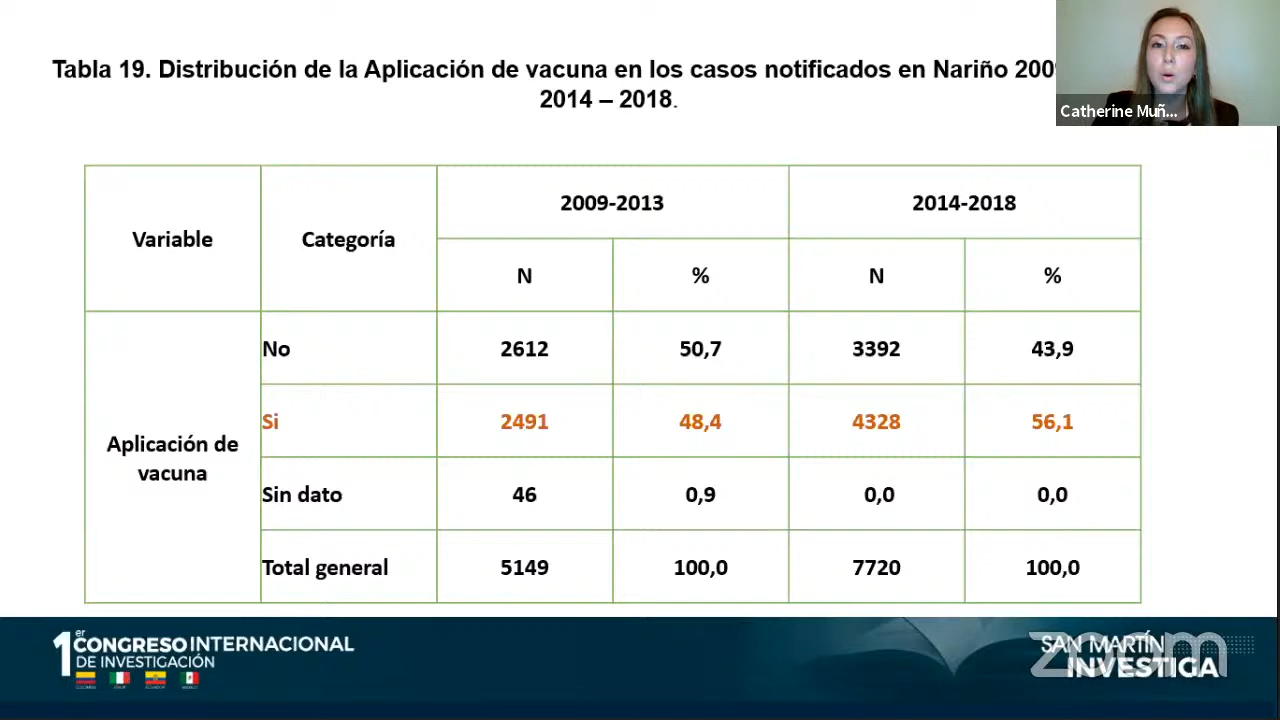 Tabla 19. Distribución de la Aplicación de vacuna en los casos notificados en Nariño 200
2014 – 2018.
Catherine Muñ...
Variable Categoría 2009-2013 2014-2018
N % N %
Aplicación de vacuna
No 2612 50,7 3392 43,9
Si 2491 48,4 4328 56,1
Sin dato 46 0,9 0,0 0,0
Total general 5149 100,0 7720 100,0
1er CONGRESO INTERNACIONAL
DE INVESTIGACIÓN
SAN MARTÍN
INVESTIGA
zoom